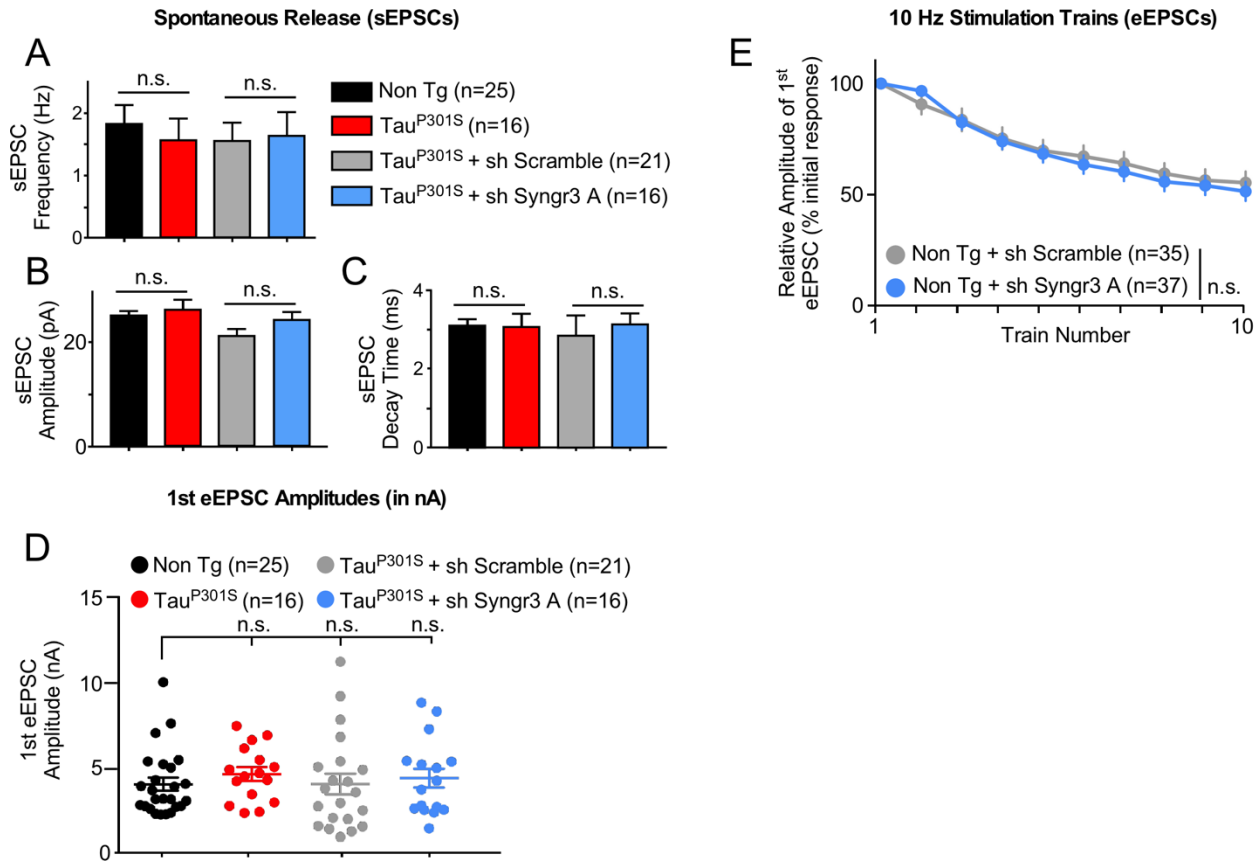 Spontaneous Release (sEPSCs)
A
sEPSC
Frequency (Hz)
2
1
0
n.s.
n.s.
Non Tg (n=25)
Tau^P301S (n=16)
Tau^P301S + sh Scramble (n=21)
Tau^P301S + sh Syngr3 A (n=16)
B
sEPSC
Amplitude (pA)
20
0
n.s.
n.s.
C
sEPSC
Decay Time (ms)
4
2
0
n.s.
n.s.
1st eEPSC Amplitudes (in nA)
D
Non Tg (n=25)
Tau^P301S + sh Scramble (n=21)
Tau^P301S (n=16)
Tau^P301S + sh Syngr3 A (n=16)
1st eEPSC
Amplitude (nA)
15
10
5
0
n.s.
n.s.
n.s.
10 Hz Stimulation Trains (eEPSCs)
E
Relative Amplitude of 1st
eEPSC (% initial response)
100
50
0
Non Tg + sh Scramble (n=35)
Non Tg + sh Syngr3 A (n=37)
n.s.
1
10
Train Number